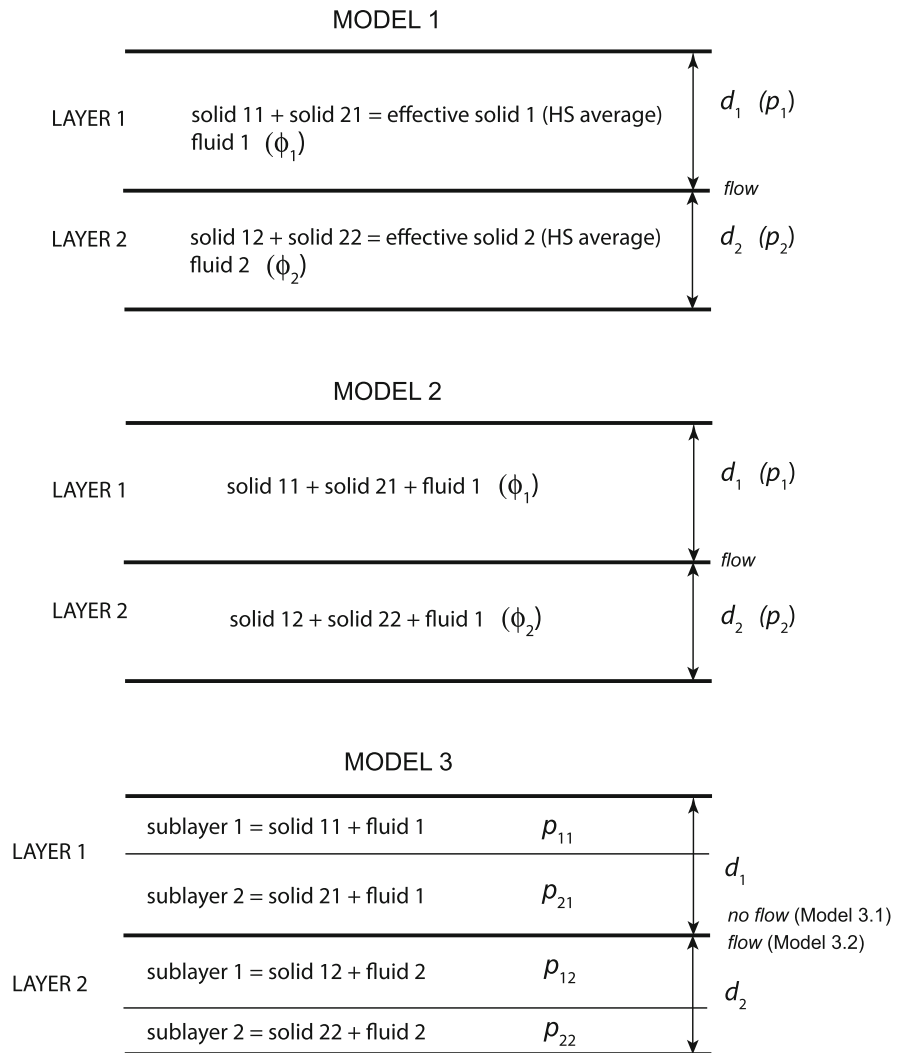 MODEL 1
LAYER 1
solid 11 + solid 21 = effective solid 1 (HS average)
fluid 1 (ϕ₁)
d₁ (p₁)
flow
LAYER 2
solid 12 + solid 22 = effective solid 2 (HS average)
fluid 2 (ϕ₂)
d₂ (p₂)
MODEL 2
LAYER 1
solid 11 + solid 21 + fluid 1 (ϕ₁)
d₁ (p₁)
flow
LAYER 2
solid 12 + solid 22 + fluid 1 (ϕ₂)
d₂ (p₂)
MODEL 3
LAYER 1
sublayer 1 = solid 11 + fluid 1 p₁₁
sublayer 2 = solid 21 + fluid 1 p₂₁
d₁
no flow (Model 3.1)
flow (Model 3.2)
LAYER 2
sublayer 1 = solid 12 + fluid 2 p₁₂
sublayer 2 = solid 22 + fluid 2 p₂₂
d₂